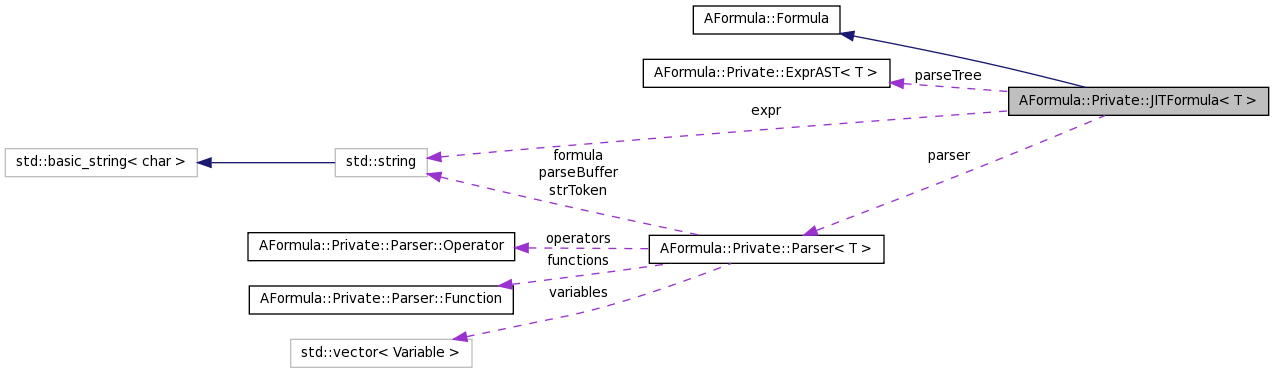 AFormula::Formula
AFormula::Private::ExprAST< T >
parseTree
AFormula::Private::JITFormula< T >
expr
std::basic_string< char >
std::string
formula
parseBuffer
strToken
parser
AFormula::Private::Parser::Operator
operators
AFormula::Private::Parser< T >
functions
AFormula::Private::Parser::Function
variables
std::vector< Variable >